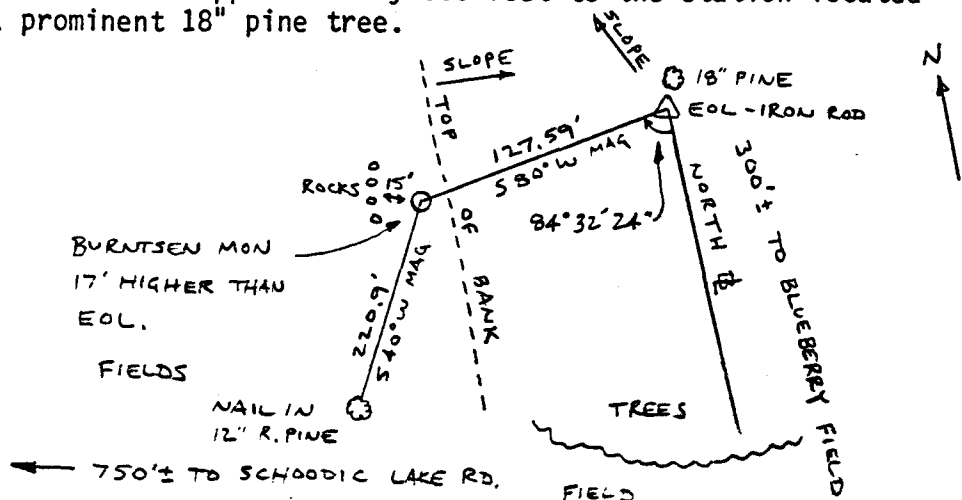 prominent 18" pine tree.
SLOPE
SLOPE
N
18" PINE
EOL - IRON ROD
TOP
OF
BANK
127.59'
S 80° W MAG
ROCKS
15'
84° 32' 24"
NORTH ℄
300'± TO BLUEBERRY FIELD
BURNTSEN MON
17' HIGHER THAN
EOL.
220.9'
S 40° W MAG
FIELDS
NAIL IN
12" R. PINE
TREES
750'± TO SCHOODIC LAKE RD.
FIELD